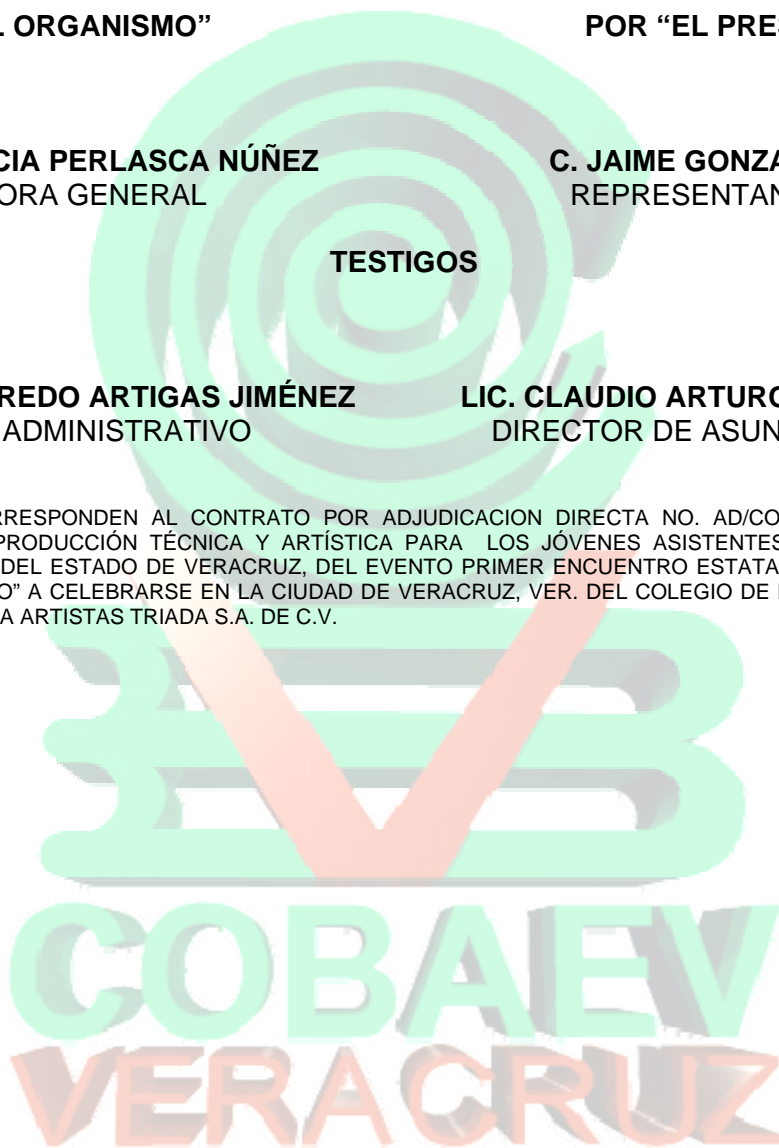 L ORGANISMO” POR “EL PRES
CIA PERLASCA NÚÑEZ C. JAIME GONZA
ORA GENERAL REPRESENTAN
TESTIGOS
REDO ARTIGAS JIMÉNEZ LIC. CLAUDIO ARTURO
ADMINISTRATIVO DIRECTOR DE ASUN
RRESPONDEN AL CONTRATO POR ADJUDICACION DIRECTA NO. AD/CO
PRODUCCIÓN TÉCNICA Y ARTÍSTICA PARA LOS JÓVENES ASISTENTES
DEL ESTADO DE VERACRUZ, DEL EVENTO PRIMER ENCUENTRO ESTATA
O” A CELEBRARSE EN LA CIUDAD DE VERACRUZ, VER. DEL COLEGIO DE
A ARTISTAS TRIADA S.A. DE C.V.
COBAEV
VERACRUZ